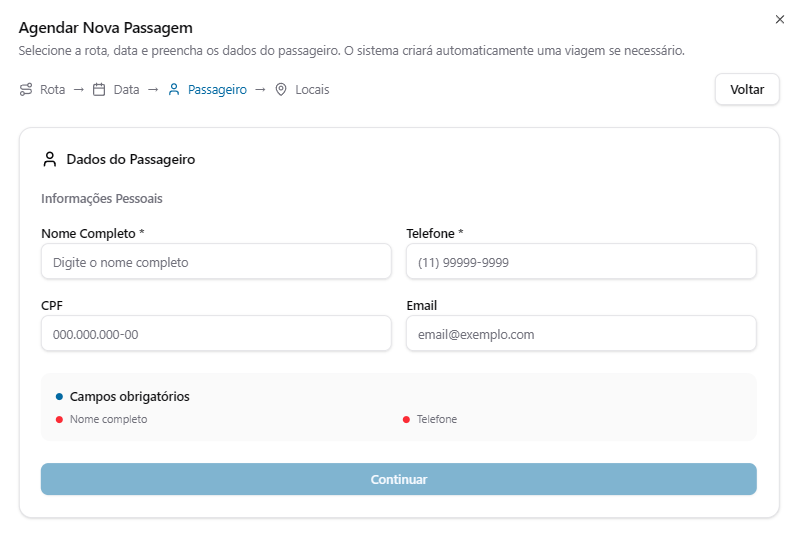 Agendar Nova Passagem
Selecione a rota, data e preencha os dados do passageiro. O sistema criará automaticamente uma viagem se necessário.
Rota → Data → Passageiro → Locais
Voltar
Dados do Passageiro
Informações Pessoais
Nome Completo * Telefone *
Digite o nome completo (11) 99999-9999
CPF Email
000.000.000-00 email@exemplo.com
Campos obrigatórios
Nome completo Telefone
Continuar